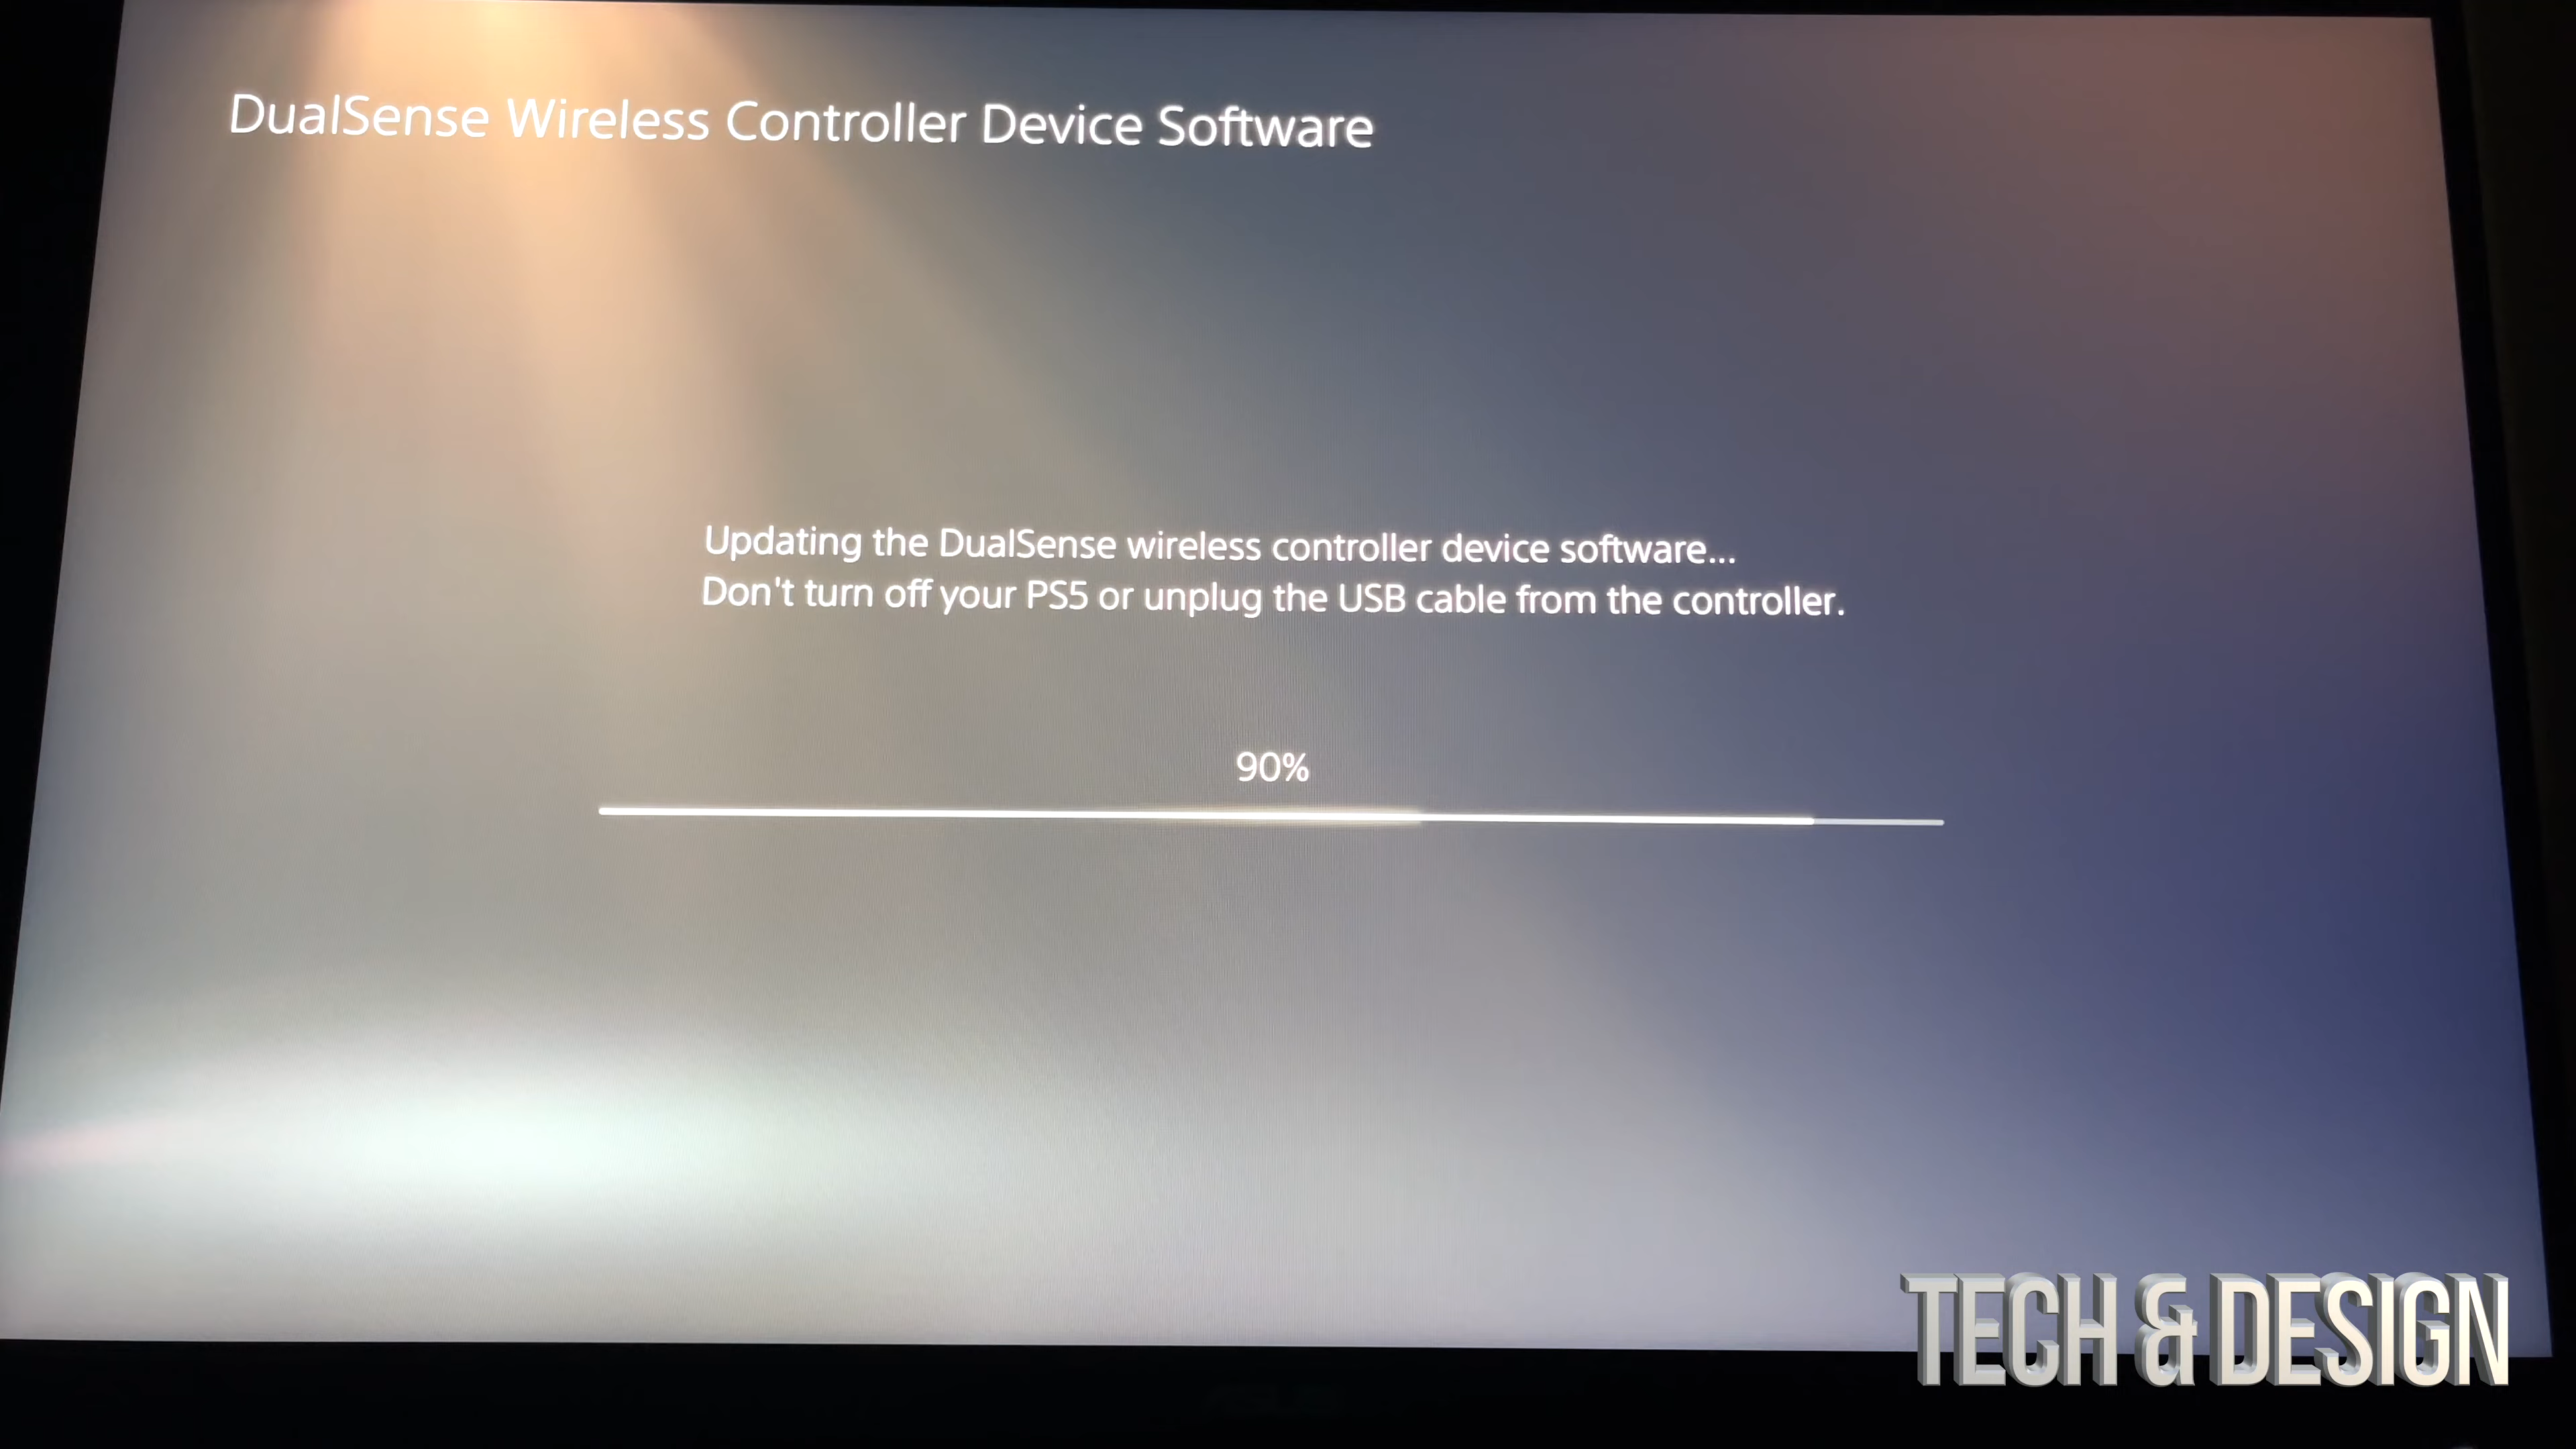 DualSense Wireless Controller Device Software
Updating the DualSense wireless controller device software...
Don't turn off your PS5 or unplug the USB cable from the controller.
90%
TECH & DESIGN